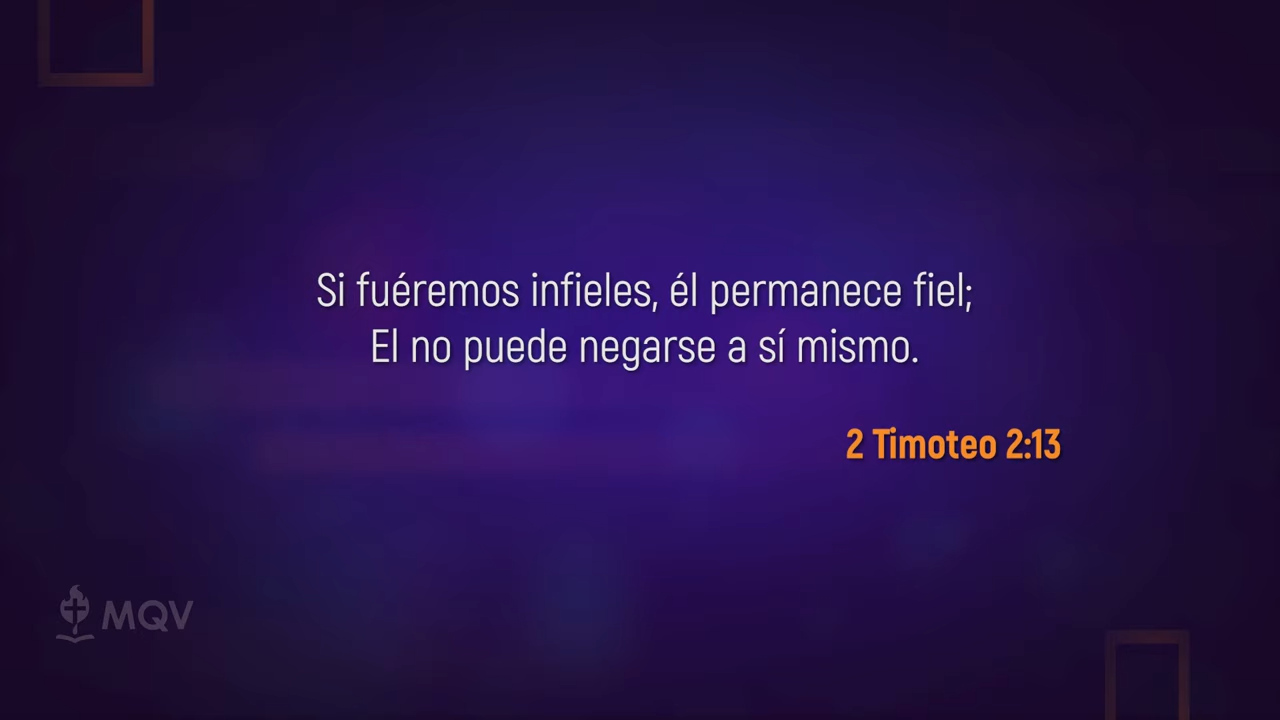 Si fuéremos infieles, él permanece fiel;
El no puede negarse a sí mismo.
2 Timoteo 2:13
MQV